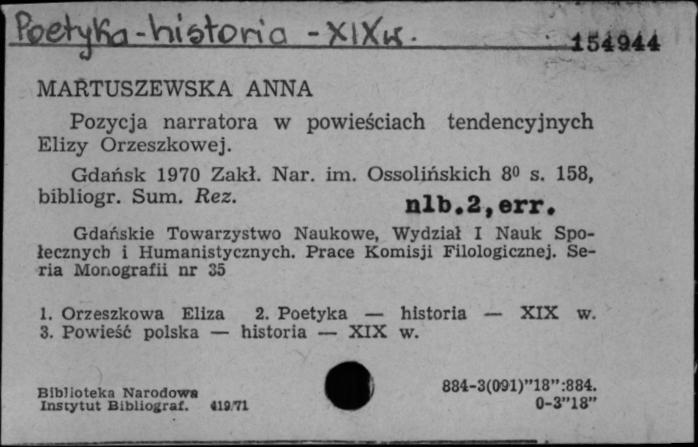 Poetyka - historia - XIX w.
154944
MARTUSZEWSKA ANNA
Pozycja narratora w powieściach tendencyjnych
Elizy Orzeszkowej.
Gdańsk 1970 Zakł. Nar. im. Ossolińskich 8⁰ s. 158,
bibliogr. Sum. Rez.
nlb.2,err.
Gdańskie Towarzystwo Naukowe, Wydział I Nauk Spo-
łecznych i Humanistycznych. Prace Komisji Filologicznej. Se-
ria Monografii nr 35
1. Orzeszkowa Eliza 2. Poetyka — historia — XIX w.
3. Powieść polska — historia — XIX w.
Biblioteka Narodowa
Instytut Bibliograf. 419/71
884-3(091)"18":884.
0-3"18"